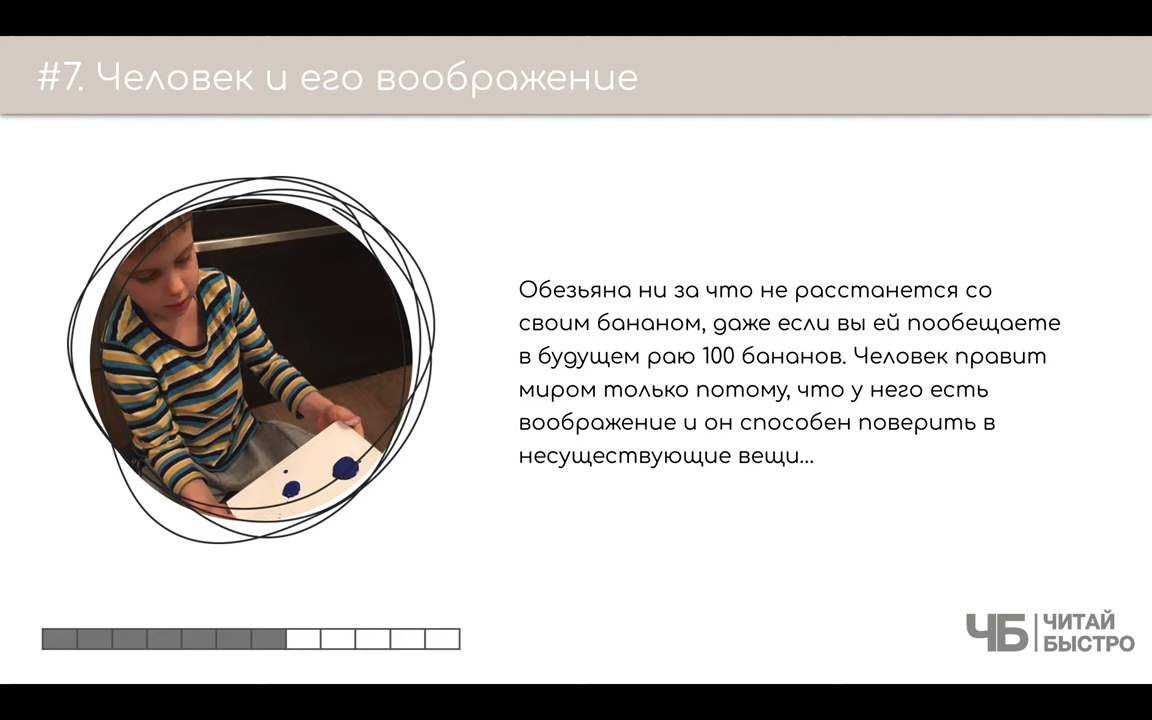 #7. Человек и его воображение
Обезьяна ни за что не расстанется со
своим бананом, даже если вы ей пообещаете
в будущем раю 100 бананов. Человек правит
миром только потому, что у него есть
воображение и он способен поверить в
несуществующие вещи...
ЧБ
ЧИТАЙ
БЫСТРО